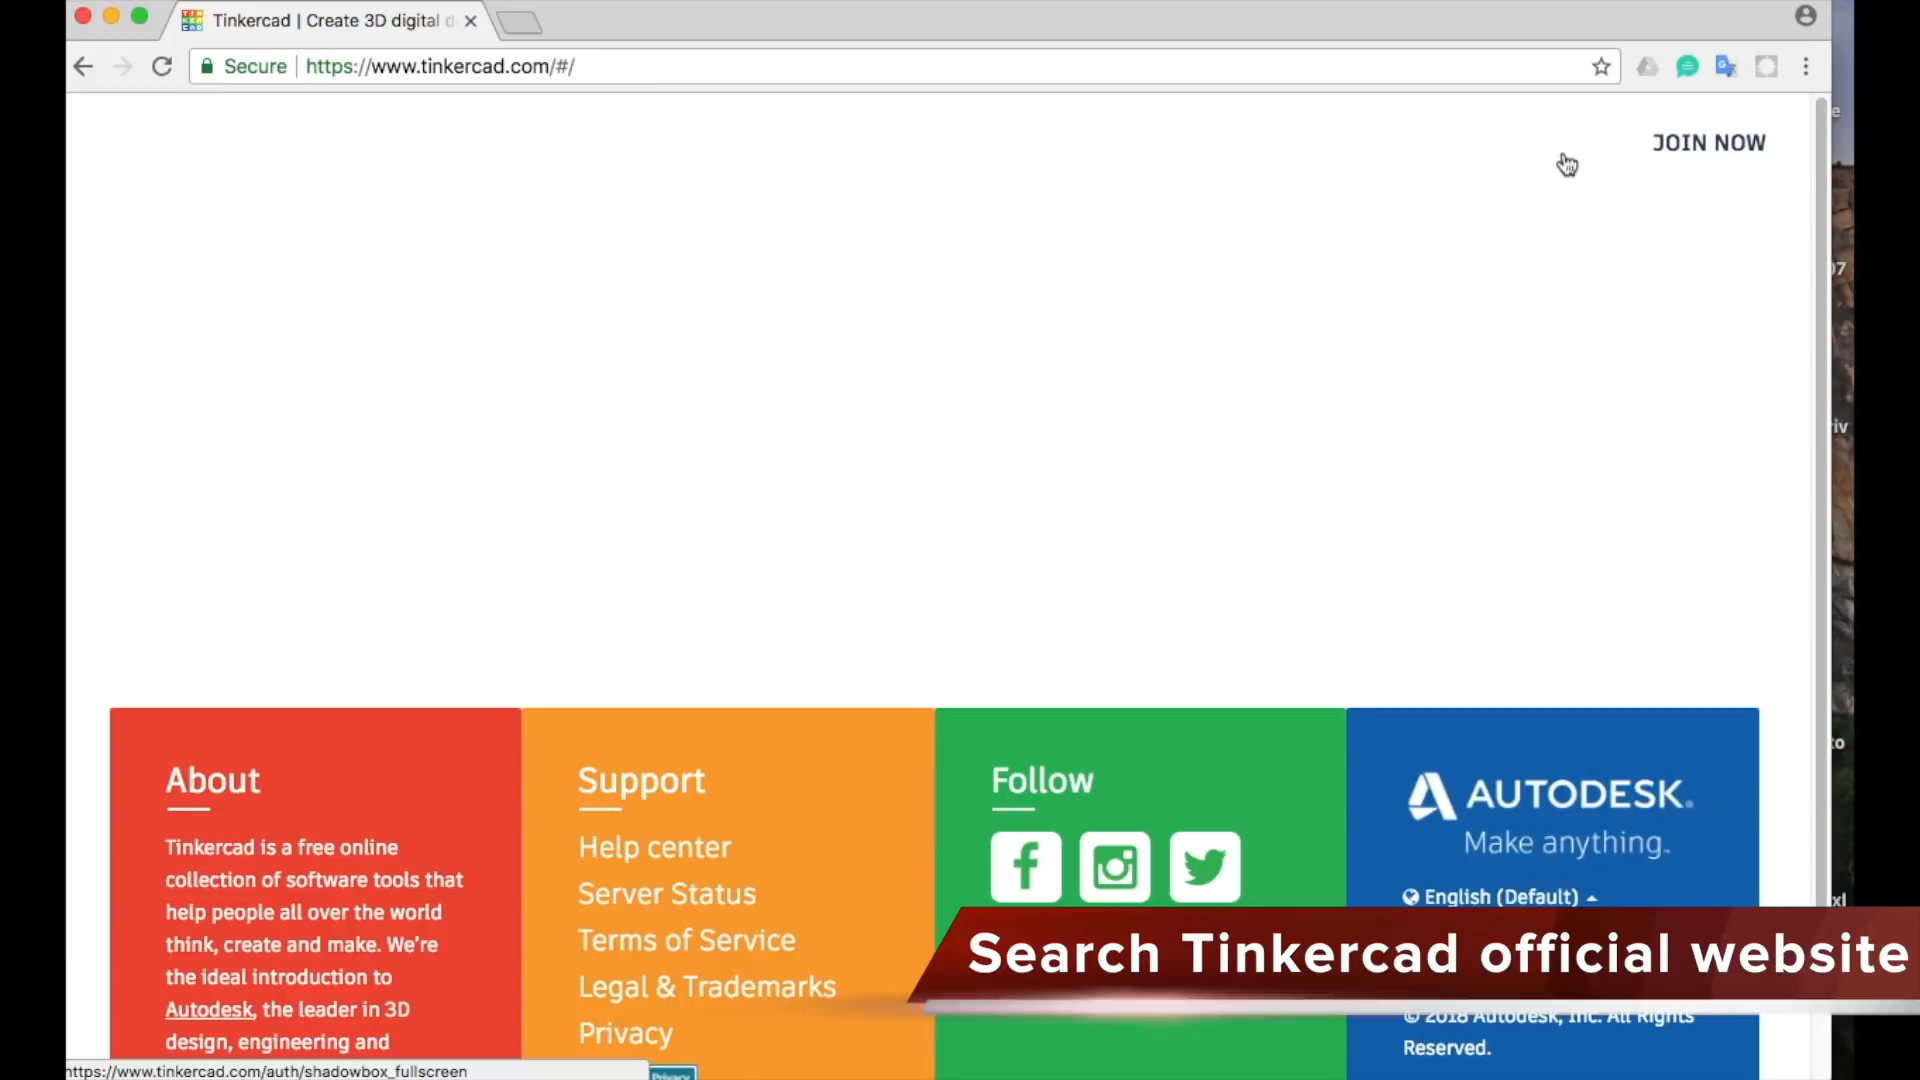 Tinkercad | Create 3D digital d
Secure | https://www.tinkercad.com/#/
JOIN NOW
About
Tinkercad is a free online
collection of software tools that
help people all over the world
think, create and make. We're
the ideal introduction to
Autodesk, the leader in 3D
design, engineering and
Support
Help center
Server Status
Terms of Service
Legal & Trademarks
Privacy
Follow
AUTODESK.
Make anything.
English (Default)
Search Tinkercad official website
© 2018 Autodesk, Inc. All Rights
Reserved.
https://www.tinkercad.com/auth/shadowbox_fullscreen
Privacy